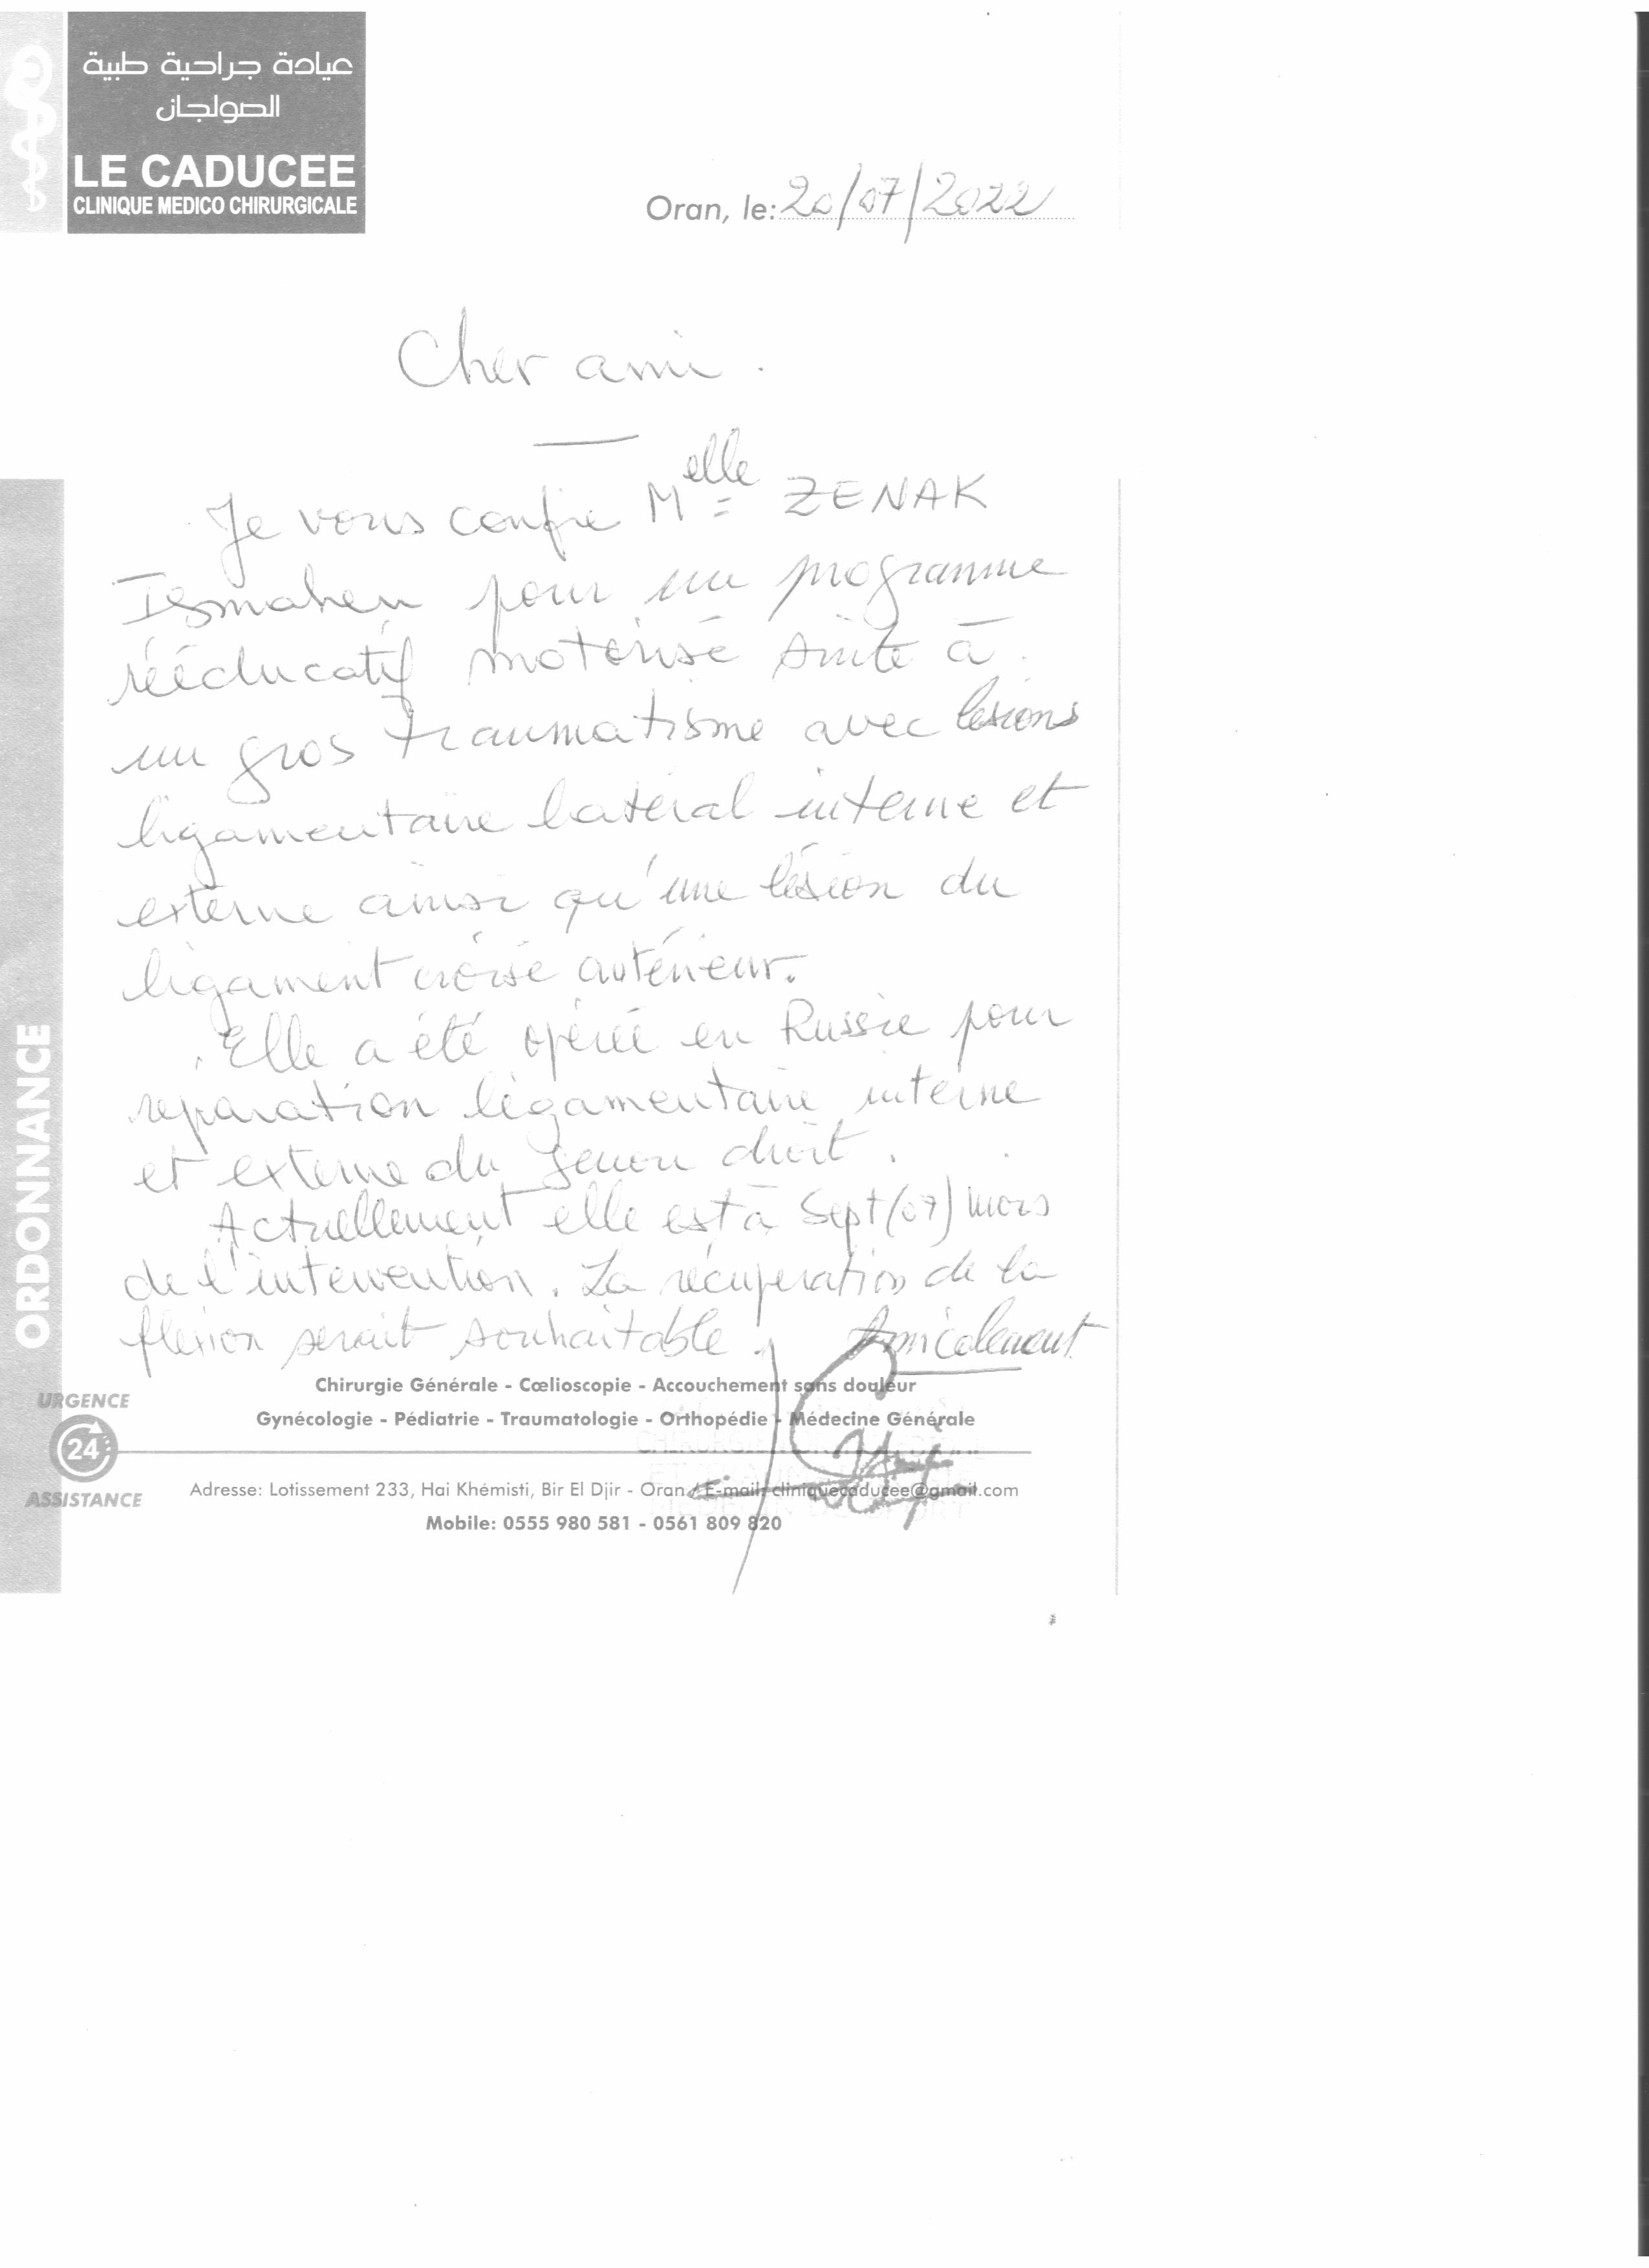 عيادة جراحية طبية
الصولجان
LE CADUCEE
CLINIQUE MEDICO CHIRURGICALE
Oran, le: 20/07/2022
Cher ami.
Je vous confie Melle ZENAK
Ismahen pour un programme
rééducatif motorisé suite à
un gros traumatisme avec lésions
ligamentaire latéral interne et
externe ainsi qu'une lésion du
ligament croisé antérieur.
Elle a été opérée en Russie pour
réparation ligamentaire interne
et externe du genou droit.
Actuellement elle est à sept (07) mois
de l'intervention. La récupération de la
flexion serait souhaitable. Amicalement
ORDONNANCE
Chirurgie Générale - Cœlioscopie - Accouchement sans douleur
Gynécologie - Pédiatrie - Traumatologie - Orthopédie - Médecine Générale
URGENCE
24
ASSISTANCE
Adresse: Lotissement 233, Hai Khémisti, Bir El Djir - Oran / E-mail: cliniquecaducee@gmail.com
Mobile: 0555 980 581 - 0561 809 820